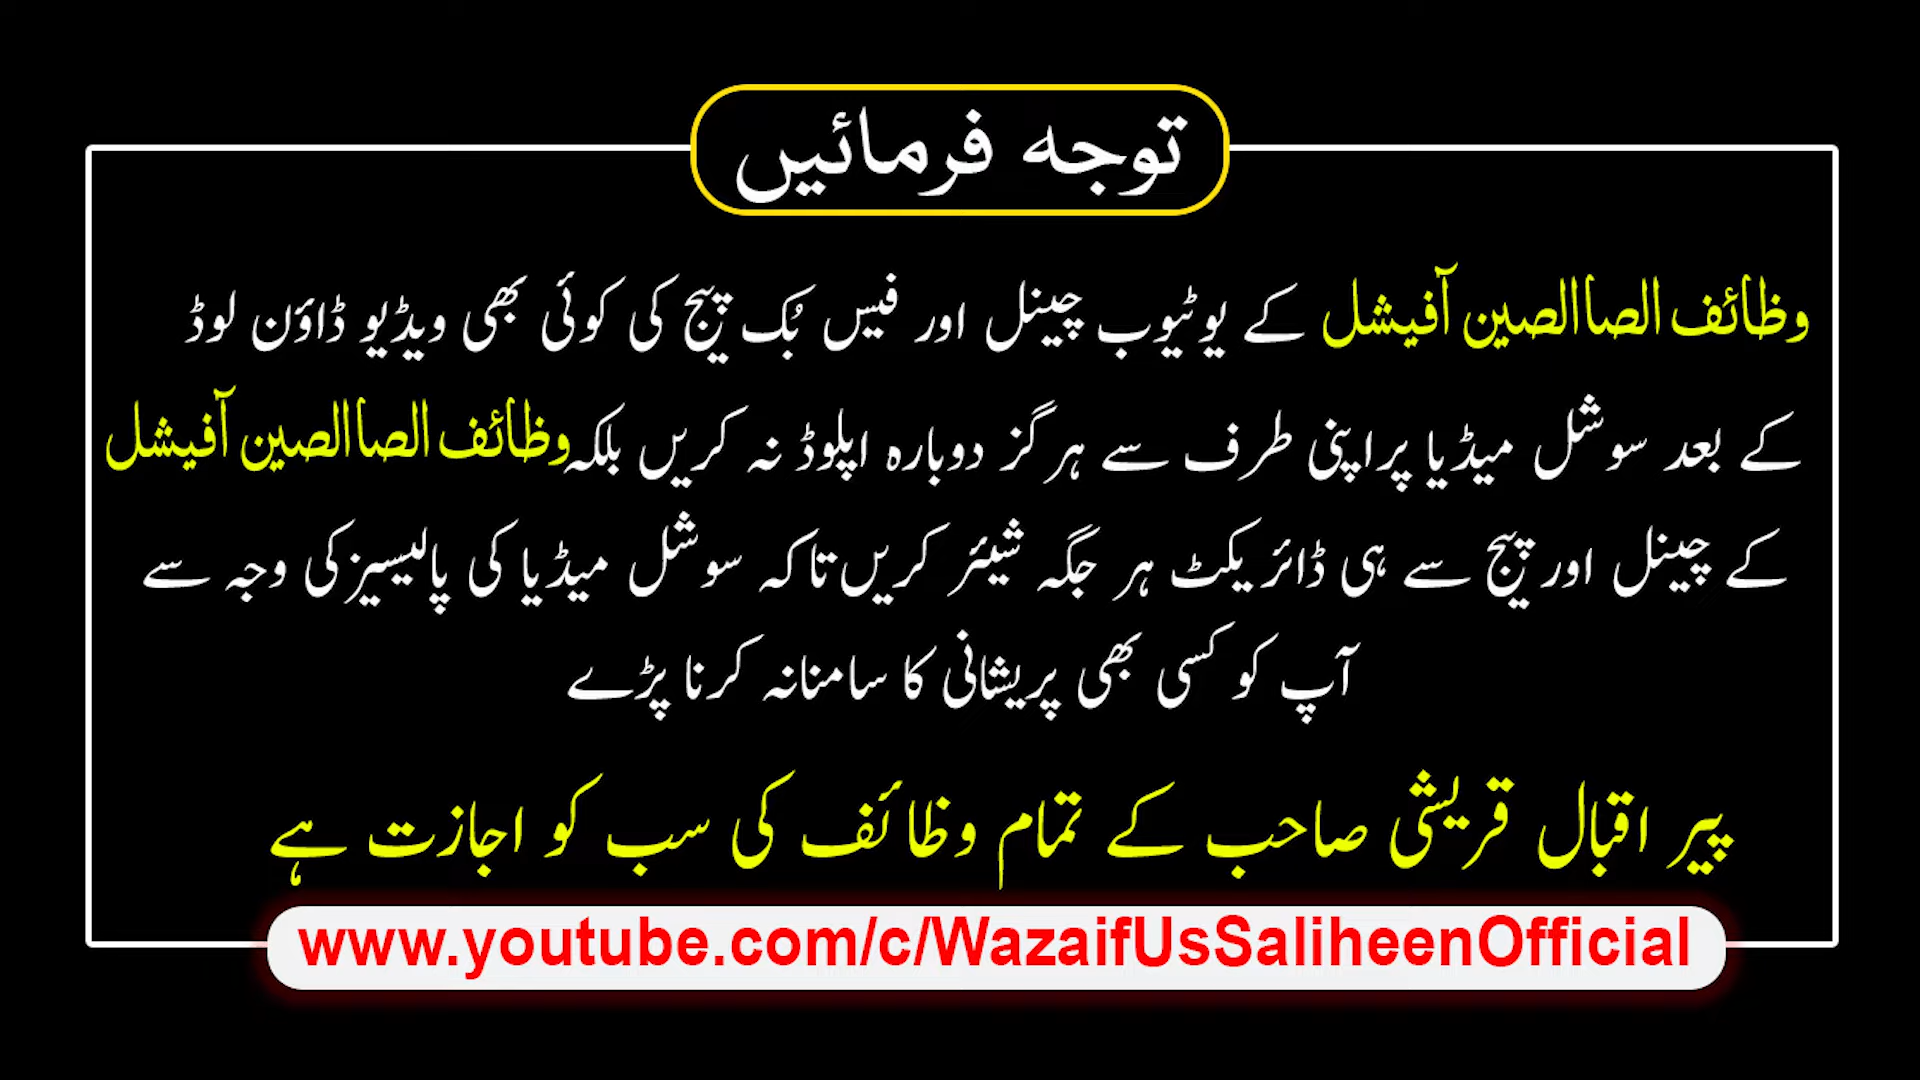 توجہ فرمائیں
وظائف الصاالصین آفیشل کے یوٹیوب چینل اور فیس بُک پیج کی کوئی بھی ویڈیو ڈاؤن لوڈ
کے بعد سوشل میڈیا پر اپنی طرف سے ہرگز دوبارہ اپلوڈ نہ کریں بلکہ وظائف الصاالصین آفیشل
کے چینل اور پیج سے ہی ڈائریکٹ ہر جگہ شیئر کریں تاکہ سوشل میڈیا کی پالیسیز کی وجہ سے
آپ کو کسی بھی پریشانی کا سامنا نہ کرنا پڑے
پیر اقبال قریشی صاحب کے تمام وظائف کی سب کو اجازت ہے
www.youtube.com/c/WazaifUsSaliheenOfficial